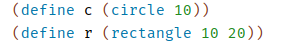 (define c (circle 10))
(define r (rectangle 10 20))